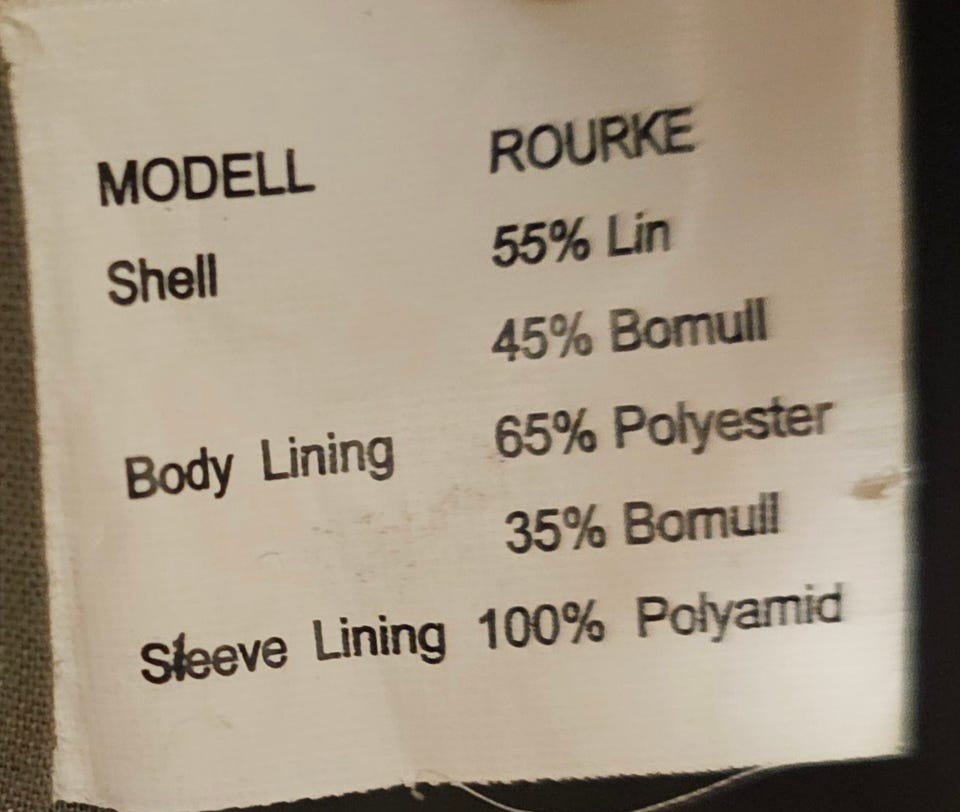 MODELL ROURKE
Shell 55% Lin
45% Bomull
Body Lining 65% Polyester
35% Bomull
Sleeve Lining 100% Polyamid